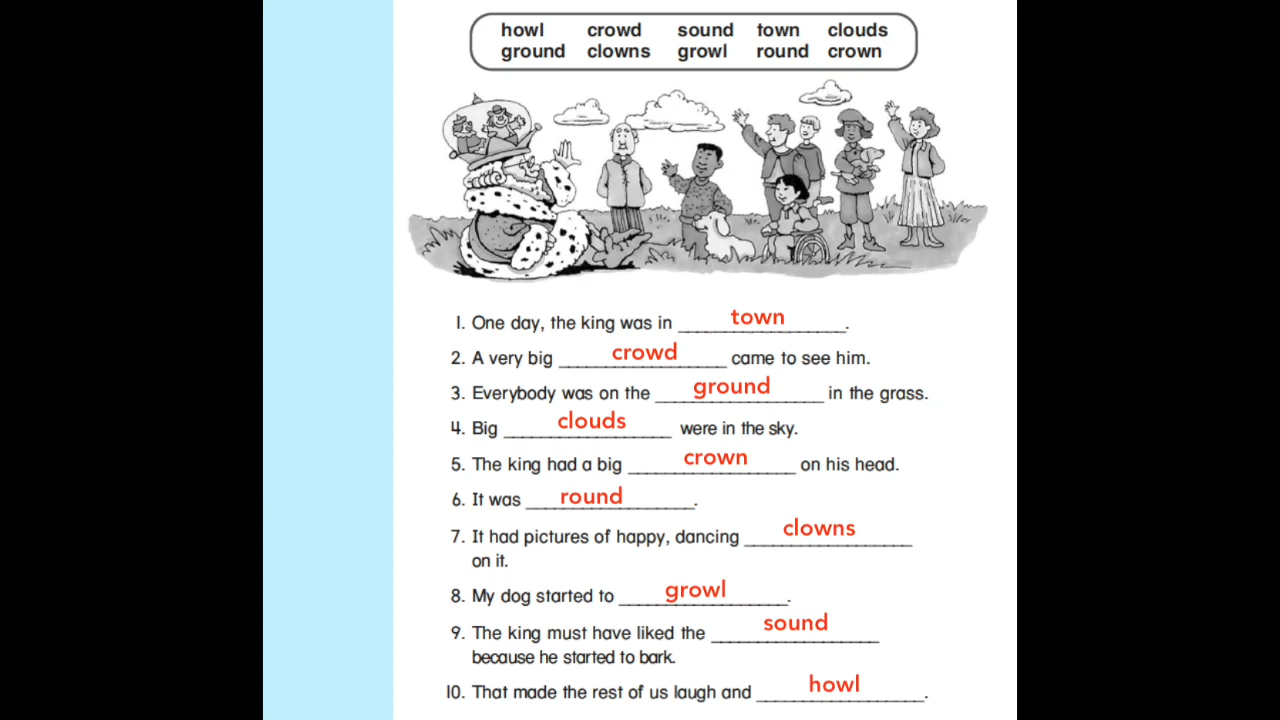 howl crowd sound town clouds
ground clowns growl round crown
1. One day, the king was in town.
2. A very big crowd came to see him.
3. Everybody was on the ground in the grass.
4. Big clouds were in the sky.
5. The king had a big crown on his head.
6. It was round.
7. It had pictures of happy, dancing clowns
on it.
8. My dog started to growl.
9. The king must have liked the sound
because he started to bark.
10. That made the rest of us laugh and howl.